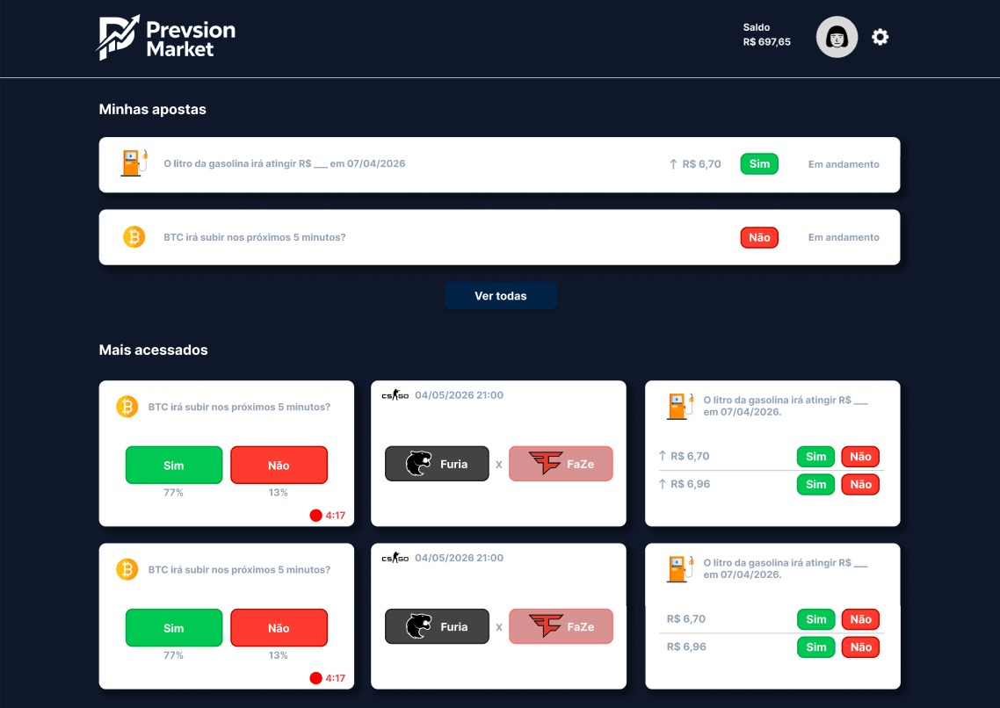 Prevsion
Market
Saldo
R$ 697,65
Minhas apostas
O litro da gasolina irá atingir R$ ___ em 07/04/2026
↑ R$ 6,70
Sim
Em andamento
BTC irá subir nos próximos 5 minutos?
Não
Em andamento
Ver todas
Mais acessados
BTC irá subir nos próximos 5 minutos?
Sim
Não
77%
13%
4:17
CS GO 04/05/2026 21:00
Furia
x
FaZe
O litro da gasolina irá atingir R$ ___
em 07/04/2026.
↑ R$ 6,70
Sim
Não
↑ R$ 6,96
Sim
Não
BTC irá subir nos próximos 5 minutos?
Sim
Não
77%
13%
4:17
CS GO 04/05/2026 21:00
Furia
x
FaZe
O litro da gasolina irá atingir R$ ___
em 07/04/2026.
R$ 6,70
Sim
Não
R$ 6,96
Sim
Não